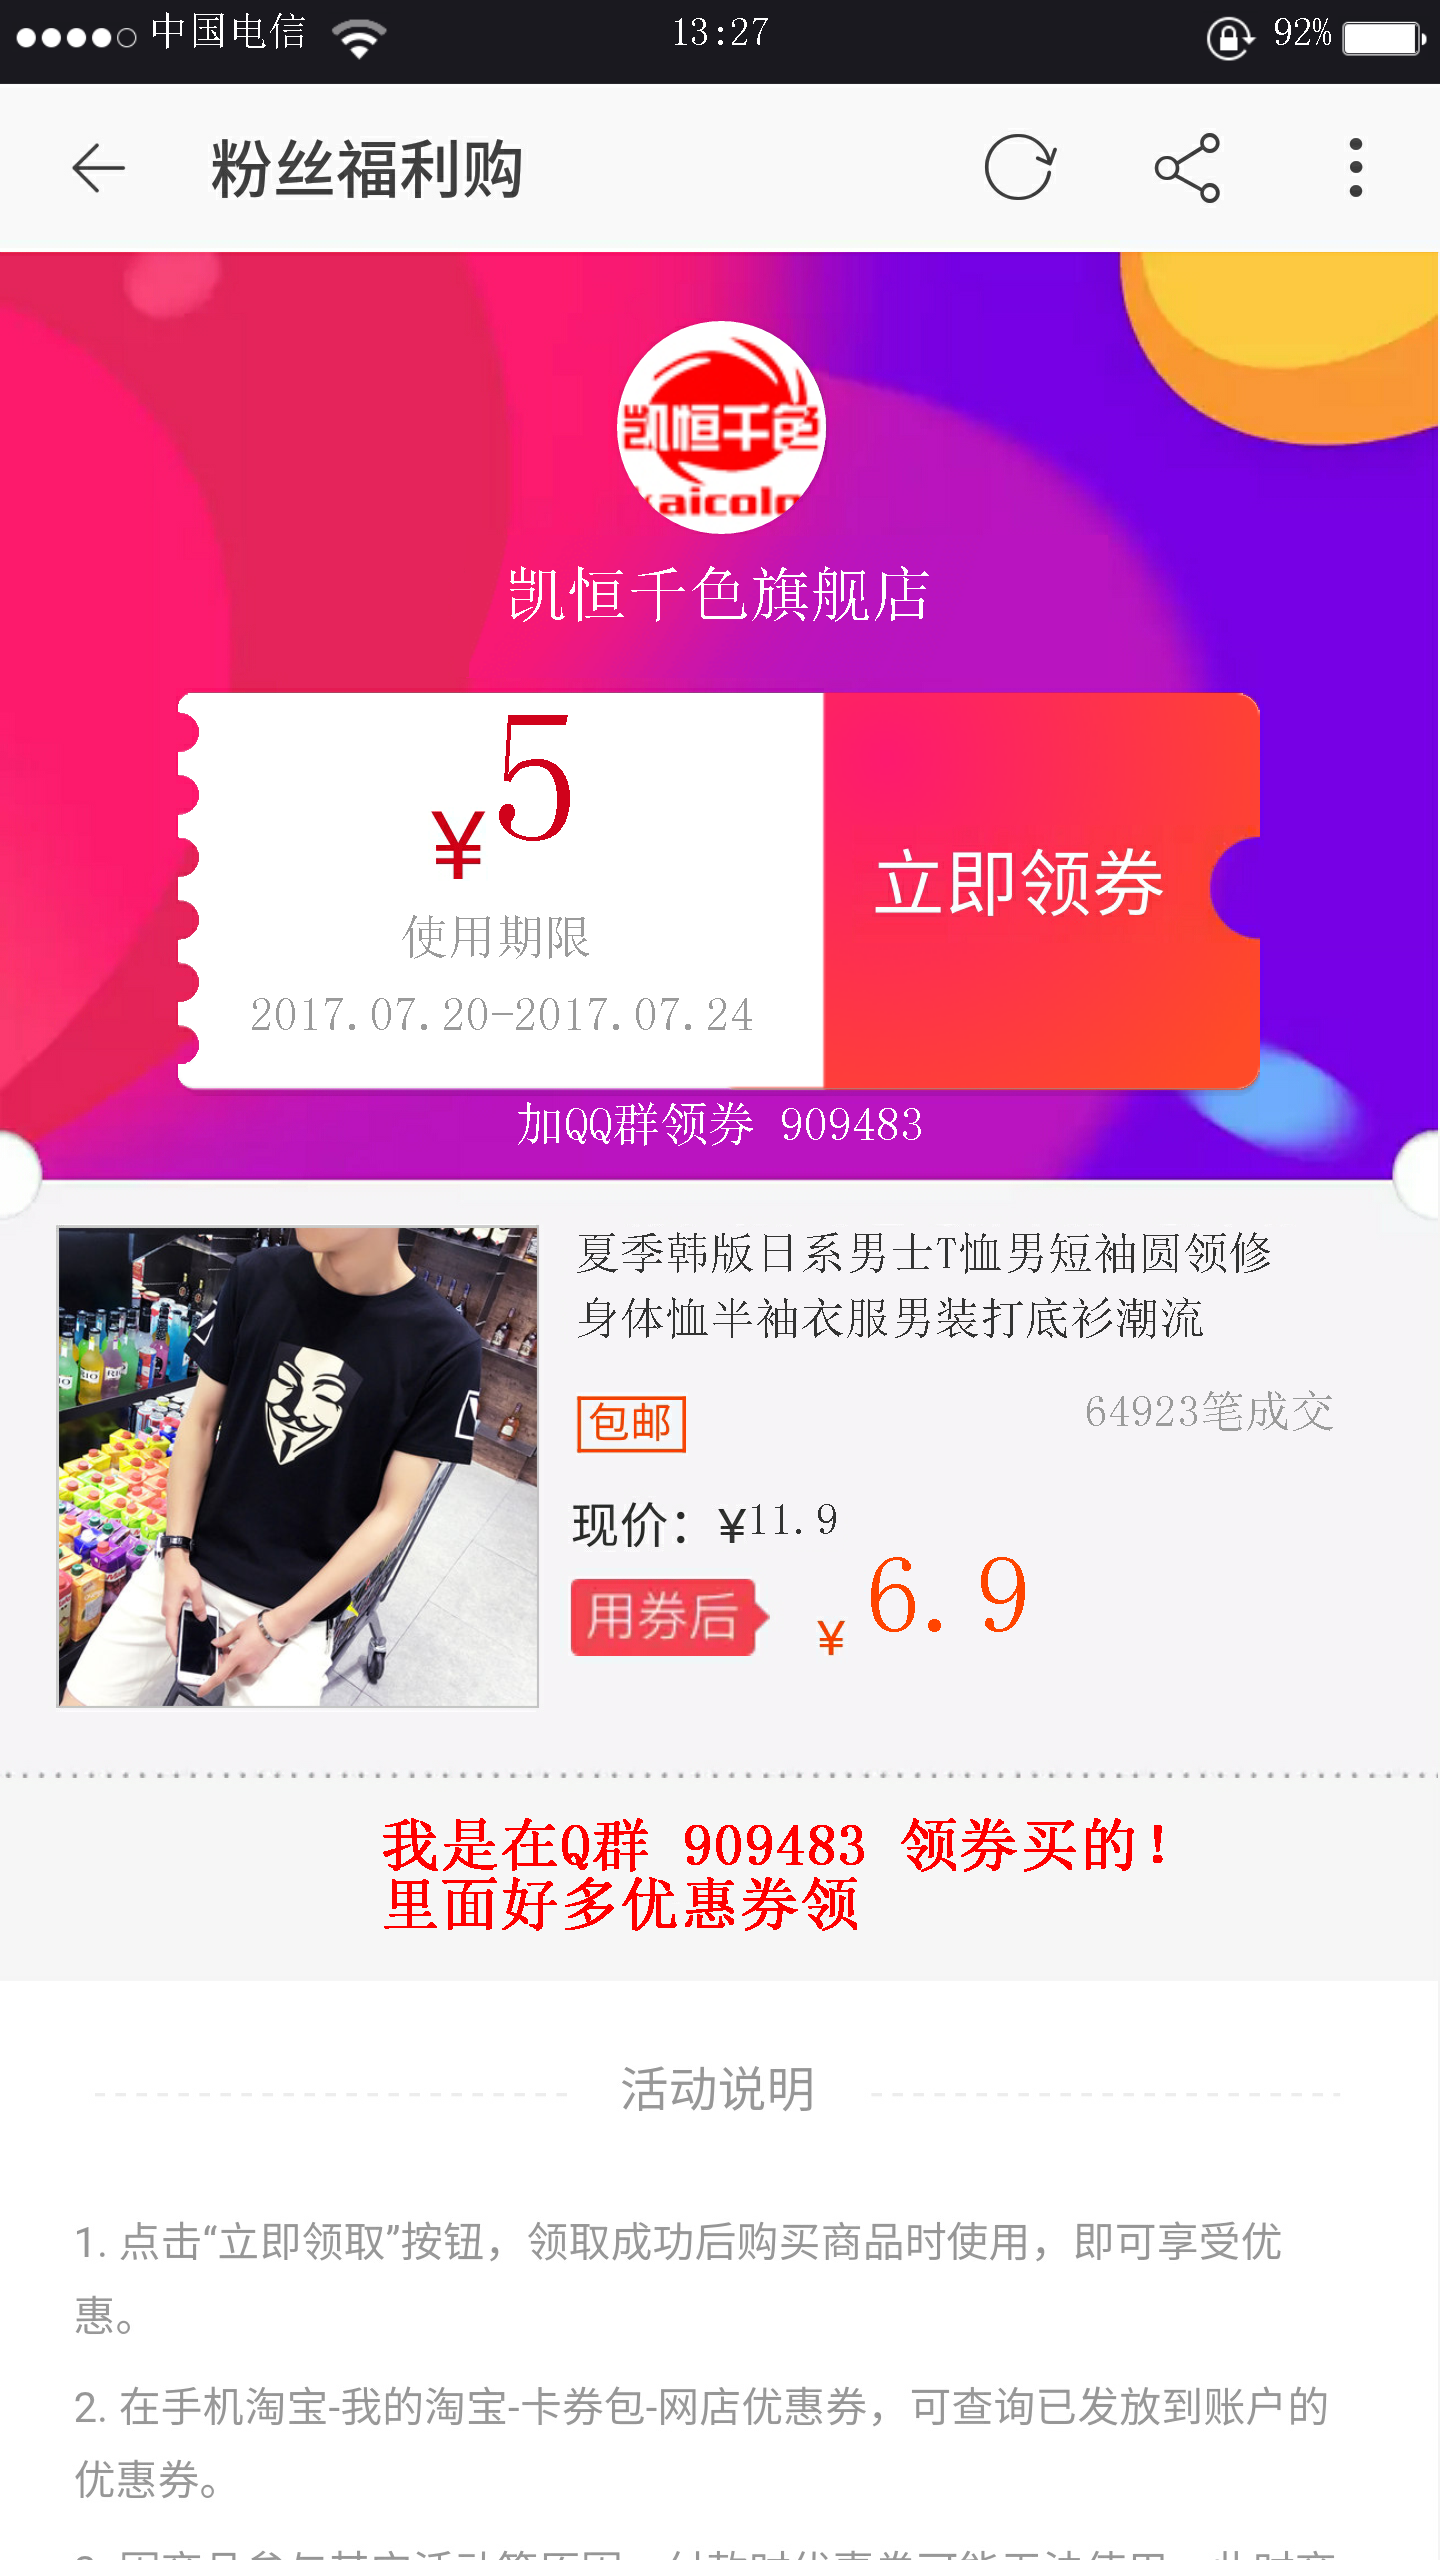 中国电信
13:27
92%
粉丝福利购
凯恒千色
kaicolo
凯恒千色旗舰店
¥5
使用期限
2017.07.20-2017.07.24
立即领券
加QQ群领券 909483
夏季韩版日系男士T恤男短袖圆领修
身体恤半袖衣服男装打底衫潮流
包邮
64923笔成交
现价：¥11.9
用券后
¥ 6.9
RIO
我是在Q群 909483 领券买的！
里面好多优惠券领
活动说明
1. 点击“立即领取”按钮，领取成功后购买商品时使用，即可享受优
惠。
2. 在手机淘宝-我的淘宝-卡券包-网店优惠券，可查询已发放到账户的
优惠券。